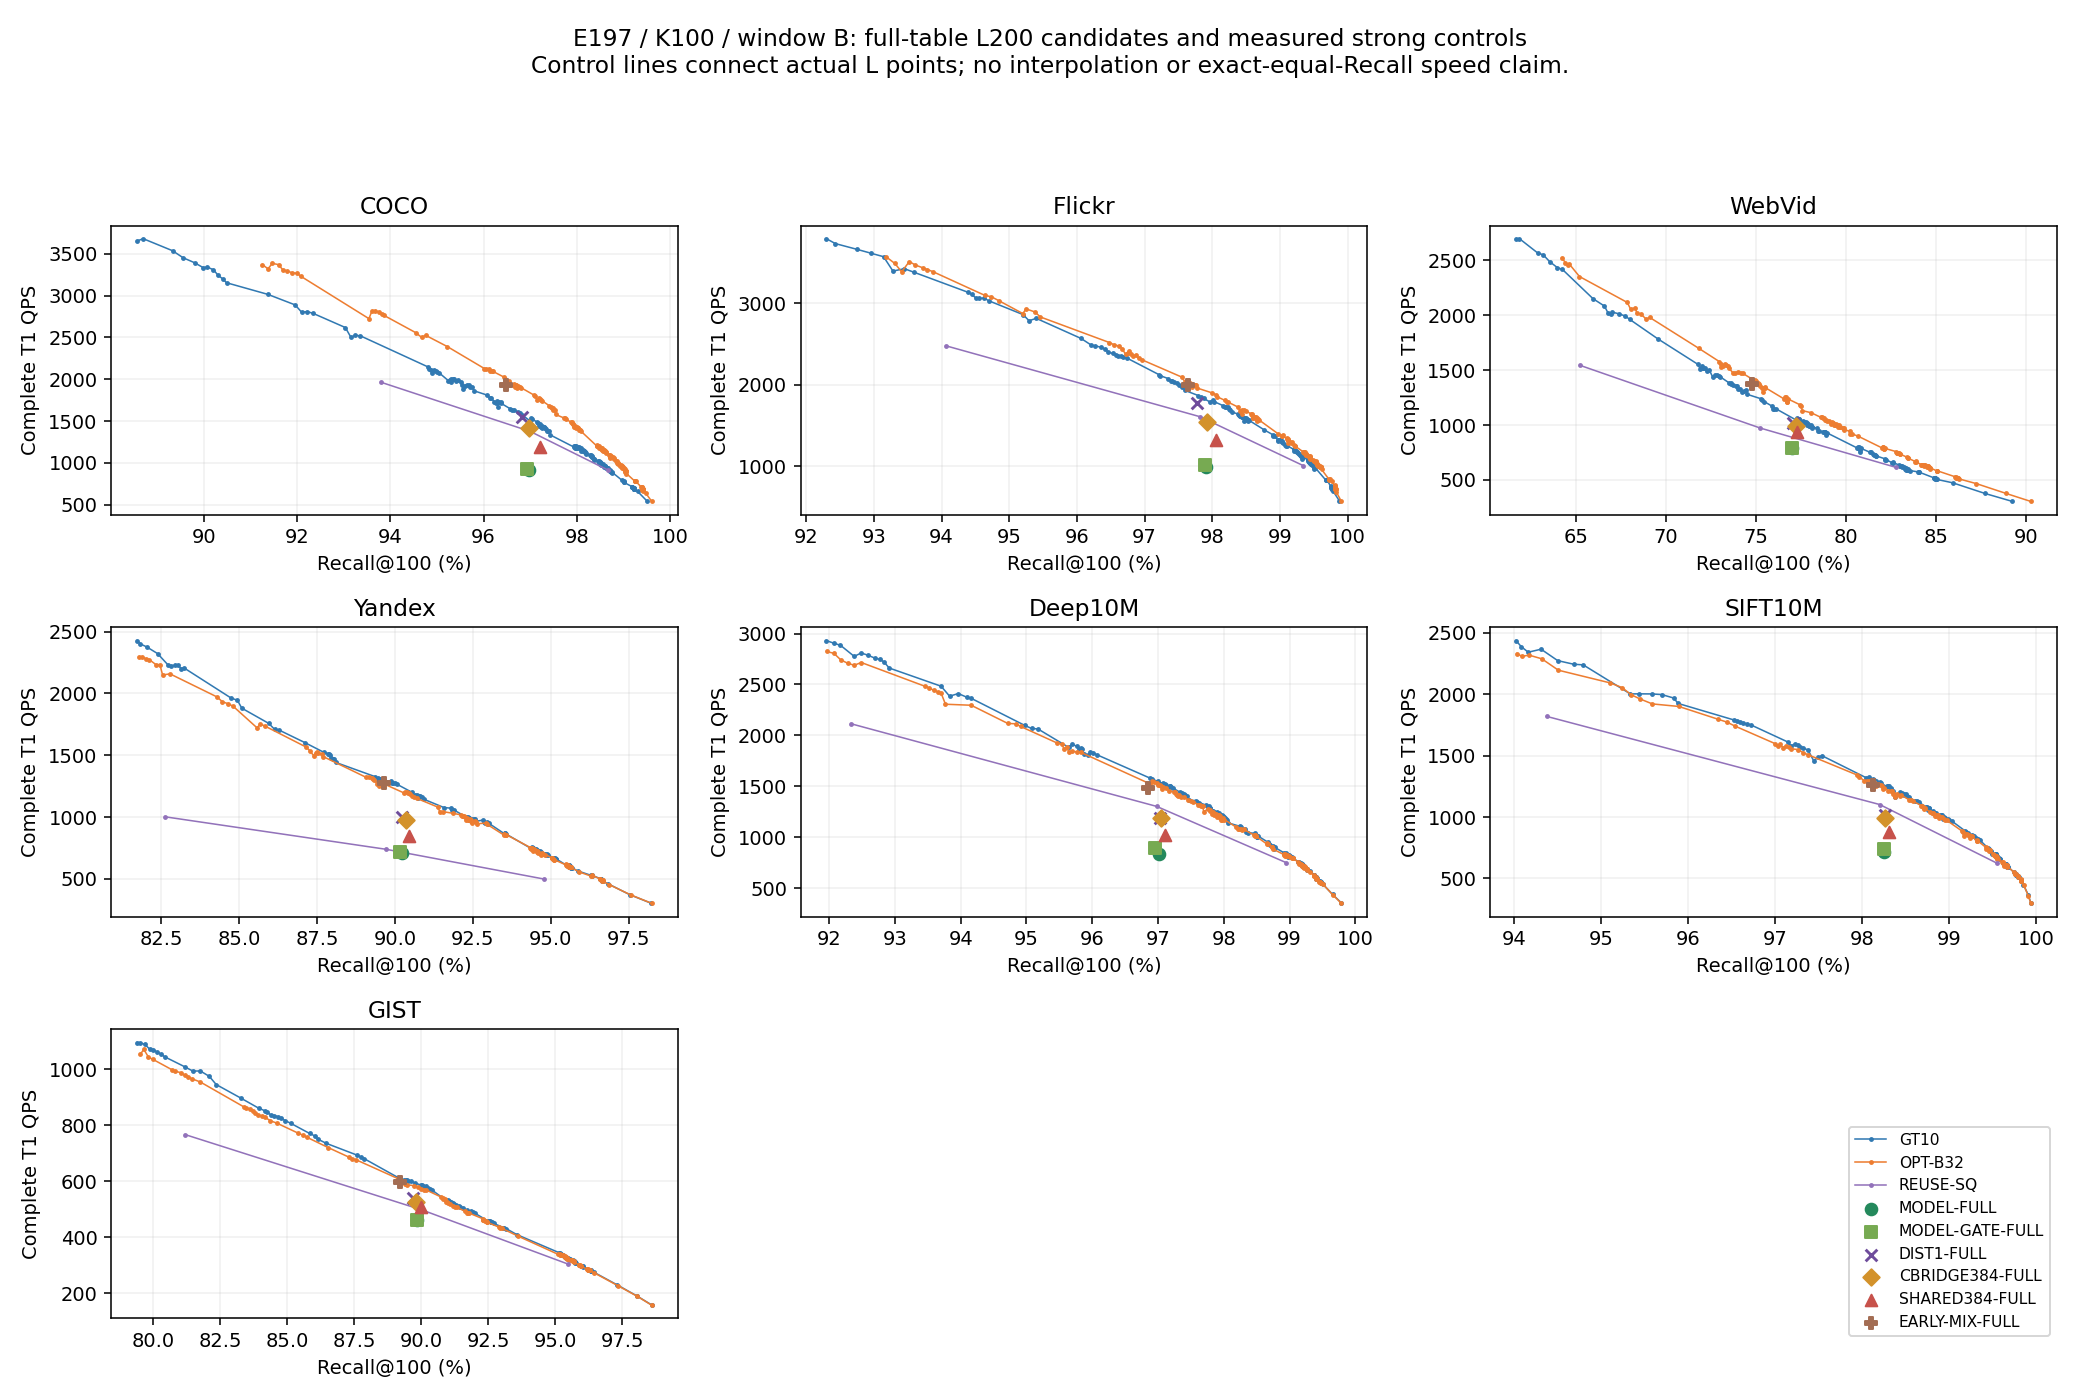 E197 / K100 / window B: full-table L200 candidates and measured strong controls
Control lines connect actual L points; no interpolation or exact-equal-Recall speed claim.
COCO
Complete T1 QPS
3500
3000
2500
2000
1500
1000
500
90 92 94 96 98 100
Recall@100 (%)
Flickr
Complete T1 QPS
3000
2000
1000
92 93 94 95 96 97 98 99 100
Recall@100 (%)
WebVid
Complete T1 QPS
2500
2000
1500
1000
500
65 70 75 80 85 90
Recall@100 (%)
Yandex
Complete T1 QPS
2500
2000
1500
1000
500
82.5 85.0 87.5 90.0 92.5 95.0 97.5
Recall@100 (%)
Deep10M
Complete T1 QPS
3000
2500
2000
1500
1000
500
92 93 94 95 96 97 98 99 100
Recall@100 (%)
SIFT10M
Complete T1 QPS
2500
2000
1500
1000
500
94 95 96 97 98 99 100
Recall@100 (%)
GIST
Complete T1 QPS
1000
800
600
400
200
80.0 82.5 85.0 87.5 90.0 92.5 95.0 97.5
Recall@100 (%)
GT10
OPT-B32
REUSE-SQ
MODEL-FULL
MODEL-GATE-FULL
DIST1-FULL
CBRIDGE384-FULL
SHARED384-FULL
EARLY-MIX-FULL